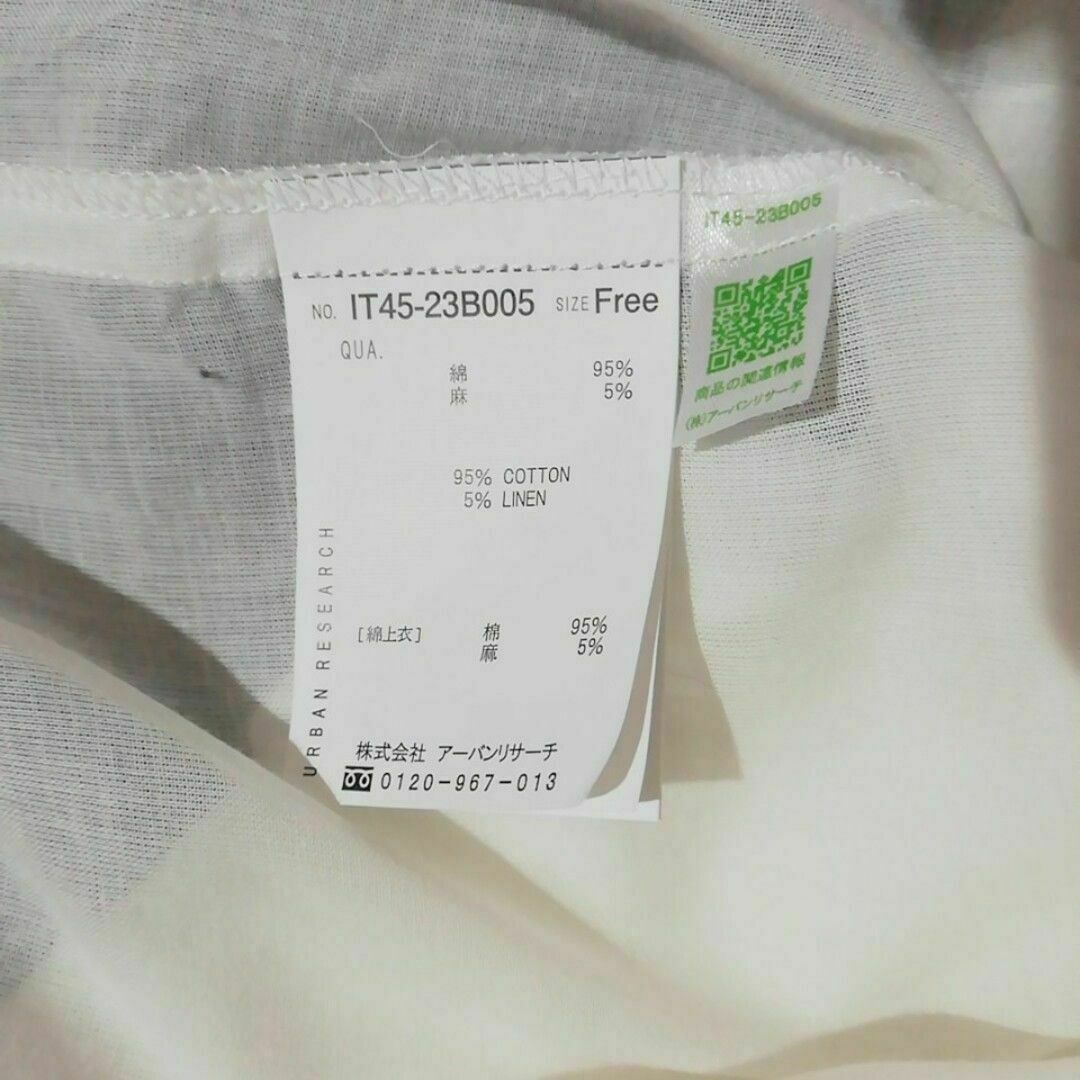 NO. IT45-23B005 SIZE Free
QUA.
綿 95%
麻 5%
95% COTTON
5% LINEN
[綿上衣] 棉 95%
麻 5%
URBAN RESEARCH
株式会社 アーバンリサーチ
0120-967-013
IT45-23B005
商品の関連情報
(株)アーバンリサーチ